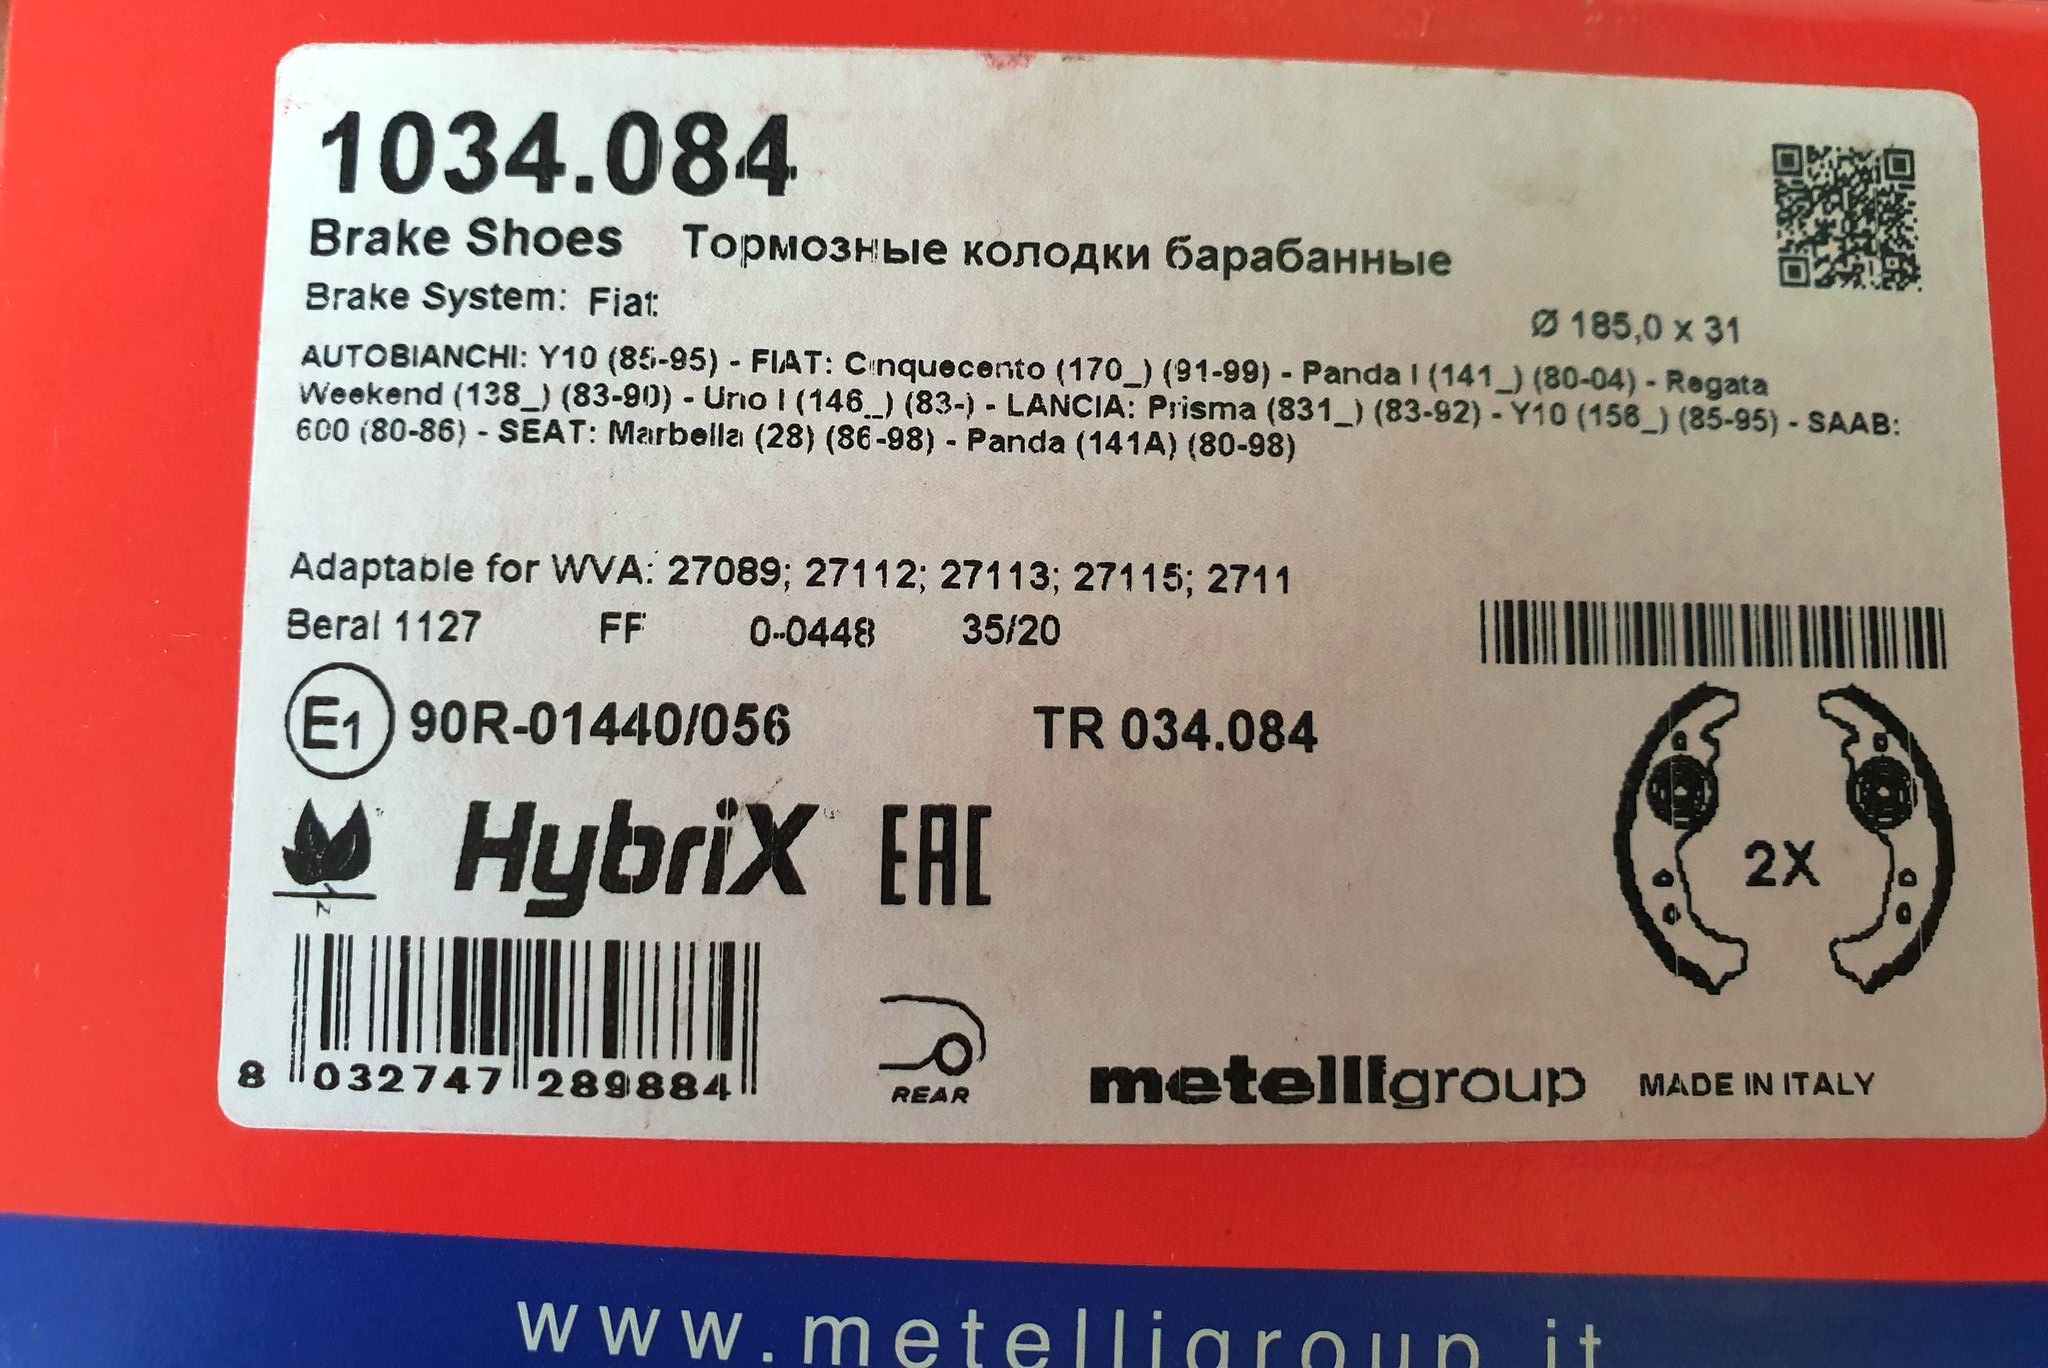 1034.084
Brake Shoes Тормозные колодки барабанные
Brake System: Fiat
Ø 185,0 x 31
AUTOBIANCHI: Y10 (85-95) - FIAT: Cinquecento (170_) (91-99) - Panda I (141_) (80-04) - Regata
Weekend (138_) (83-90) - Uno I (146_) (83-) - LANCIA: Prisma (831_) (83-92) - Y10 (156_) (85-95) - SAAB:
600 (80-86) - SEAT: Marbella (28) (86-98) - Panda (141A) (80-98)
Adaptable for WVA: 27089; 27112; 27113; 27115; 2711
Beral 1127 FF 0-0448 35/20
E1 90R-01440/056 TR 034.084
HybriX EAC
2X
8 032747 289884
REAR
metelligroup MADE IN ITALY
www.metelligroup.it